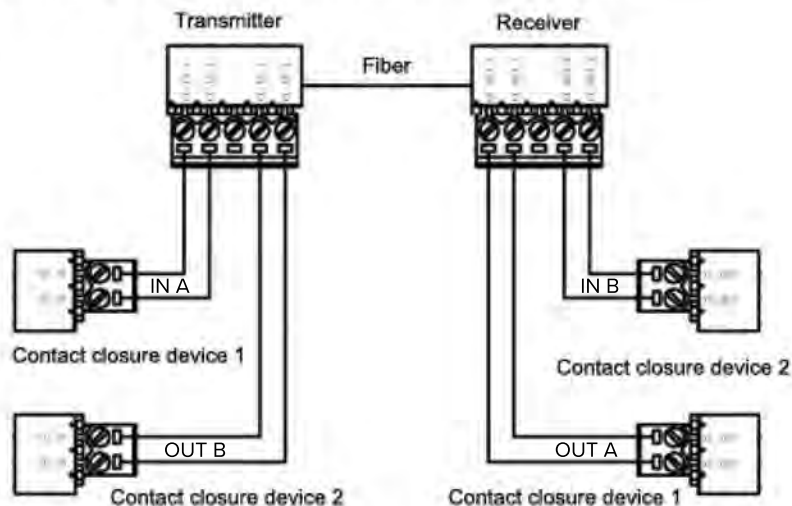 Transmitter
Receiver
Fiber
IN A
IN B
Contact closure device 1
Contact closure device 2
OUT B
OUT A
Contact closure device 2
Contact closure device 1